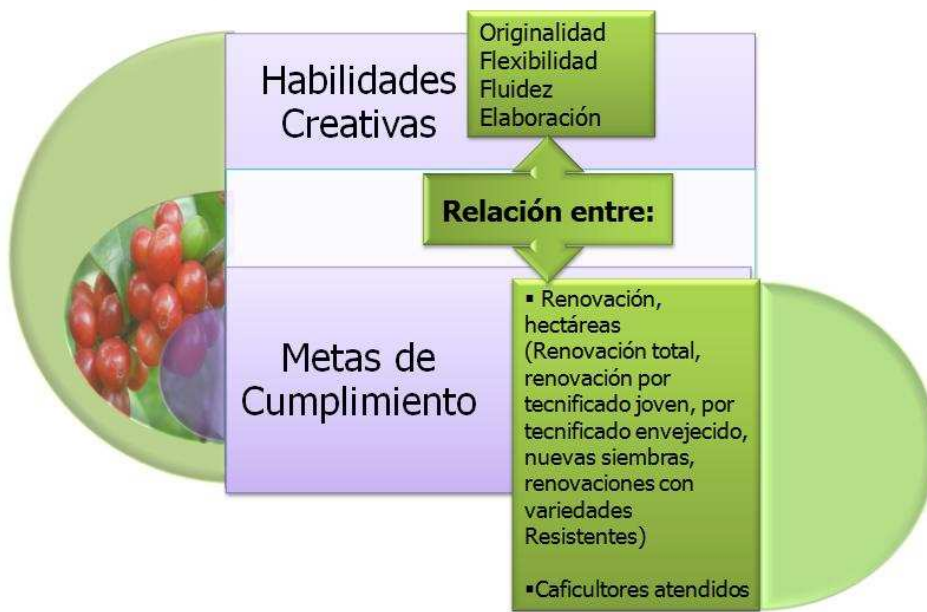 Originalidad
Flexibilidad
Fluidez
Elaboración
Habilidades
Creativas
Relación entre:
Metas de
Cumplimiento
▪ Renovación,
hectáreas
(Renovación total,
renovación por
tecnificado joven, por
tecnificado envejecido,
nuevas siembras,
renovaciones con
variedades
Resistentes)
▪Caficultores atendidos